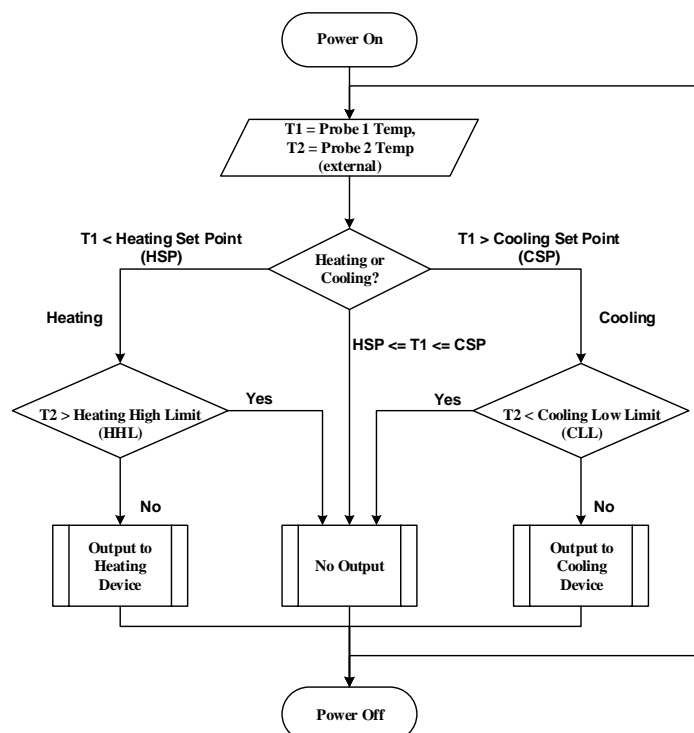 Power On
T1 = Probe 1 Temp,
T2 = Probe 2 Temp
(external)
T1 < Heating Set Point
(HSP)
T1 > Cooling Set Point
(CSP)
Heating or
Cooling?
Heating
Cooling
HSP <= T1 <= CSP
T2 > Heating High Limit
(HHL)
Yes
Yes
T2 < Cooling Low Limit
(CLL)
No
No
Output to
Heating
Device
No Output
Output to
Cooling
Device
Power Off